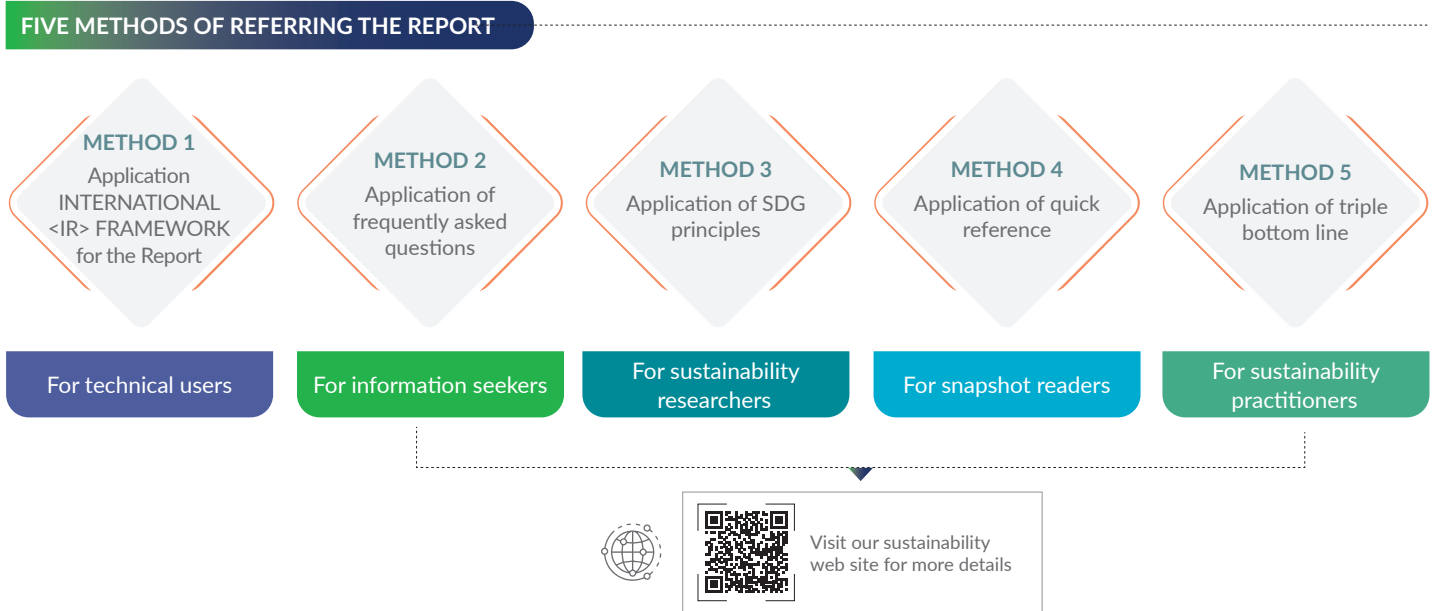 FIVE METHODS OF REFERRING THE REPORT
METHOD 1
Application
INTERNATIONAL
<IR> FRAMEWORK
for the Report
METHOD 2
Application of
frequently asked
questions
METHOD 3
Application of SDG
principles
METHOD 4
Application of quick
reference
METHOD 5
Application of triple
bottom line
For technical users
For information seekers
For sustainability
researchers
For snapshot readers
For sustainability
practitioners
Visit our sustainability
web site for more details